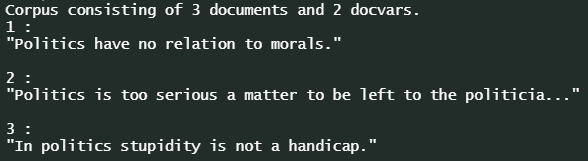 Corpus consisting of 3 documents and 2 docvars.
1 :
"Politics have no relation to morals."
2 :
"Politics is too serious a matter to be left to the politicia..."
3 :
"In politics stupidity is not a handicap."